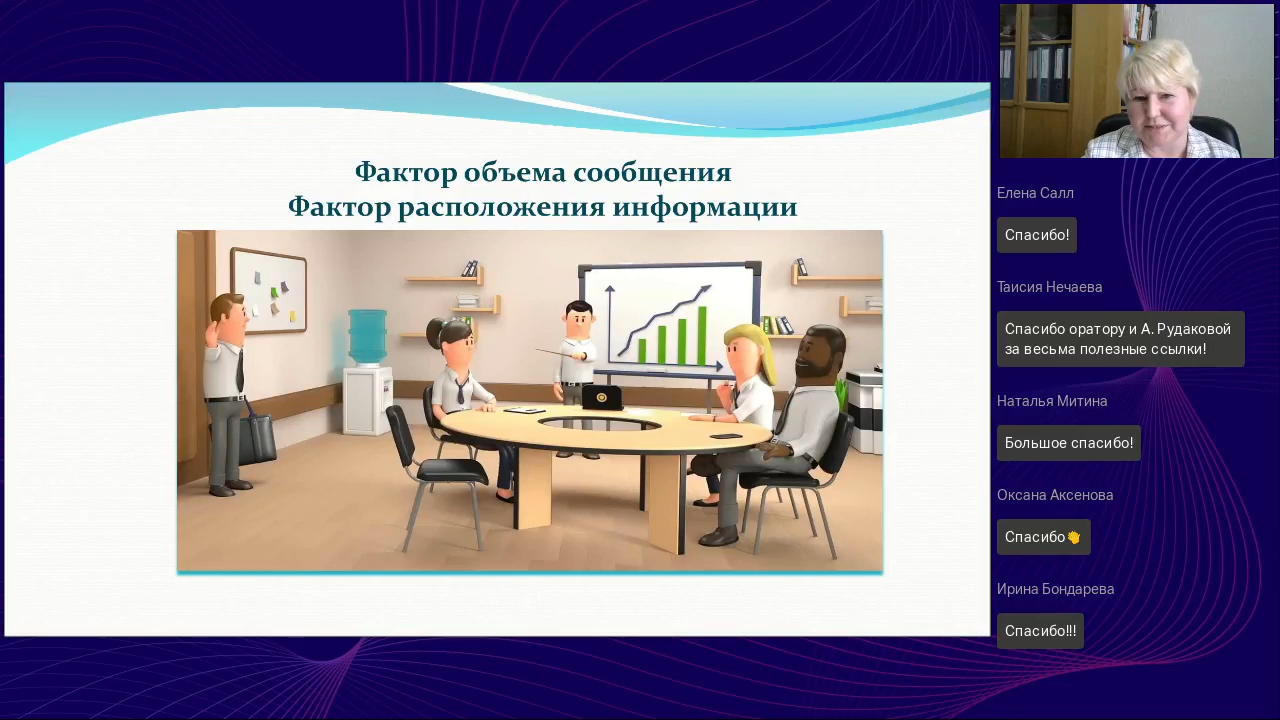 Фактор объема сообщения
Фактор расположения информации
Елена Салл
Спасибо!
Таисия Нечаева
Спасибо оратору и А. Рудаковой
за весьма полезные ссылки!
Наталья Митина
Большое спасибо!
Оксана Аксенова
Спасибо👏
Ирина Бондарева
Спасибо!!!